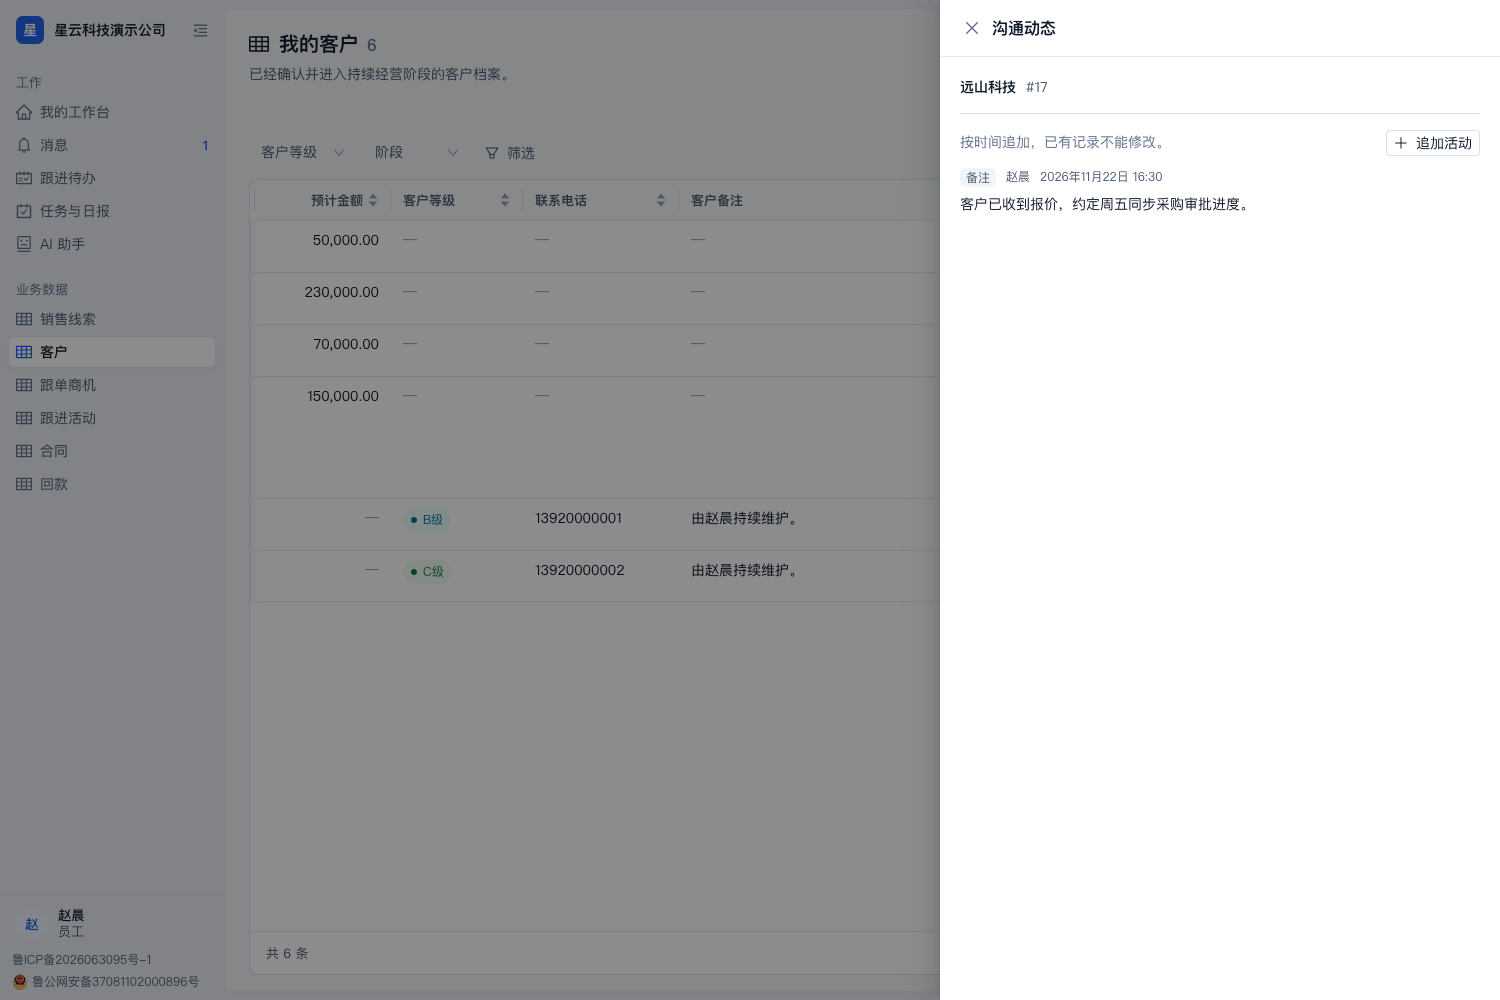 星 星云科技演示公司
工作
我的工作台
消息 1
跟进待办
任务与日报
AI 助手
业务数据
销售线索
客户
跟单商机
跟进活动
合同
回款
赵 赵晨
员工
鲁ICP备2026063095号-1
鲁公网安备37081102000896号
我的客户 6
已经确认并进入持续经营阶段的客户档案。
客户等级 阶段 筛选
预计金额 客户等级 联系电话 客户备注
50,000.00 — — —
230,000.00 — — —
70,000.00 — — —
150,000.00 — — —
— B级 13920000001 由赵晨持续维护。
— C级 13920000002 由赵晨持续维护。
共 6 条
沟通动态
远山科技 #17
按时间追加，已有记录不能修改。 追加活动
备注 赵晨 2026年11月22日 16:30
客户已收到报价，约定周五同步采购审批进度。